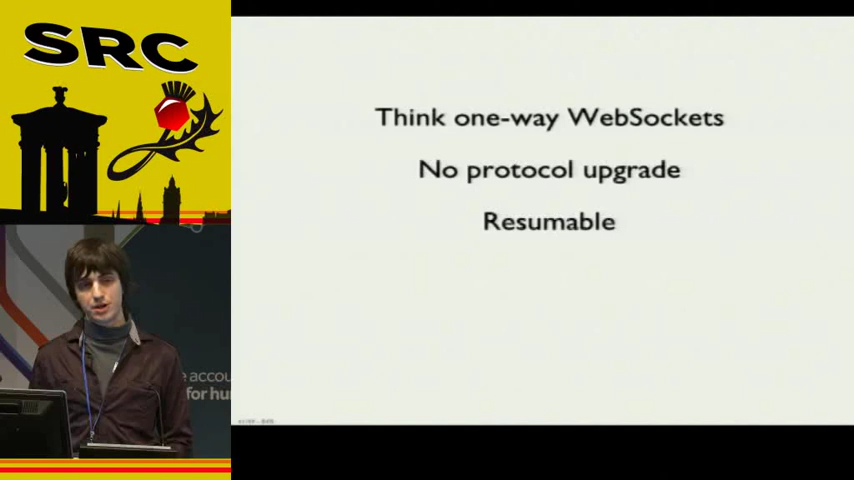 SRC
Think one-way WebSockets
No protocol upgrade
Resumable
e accou
for hu